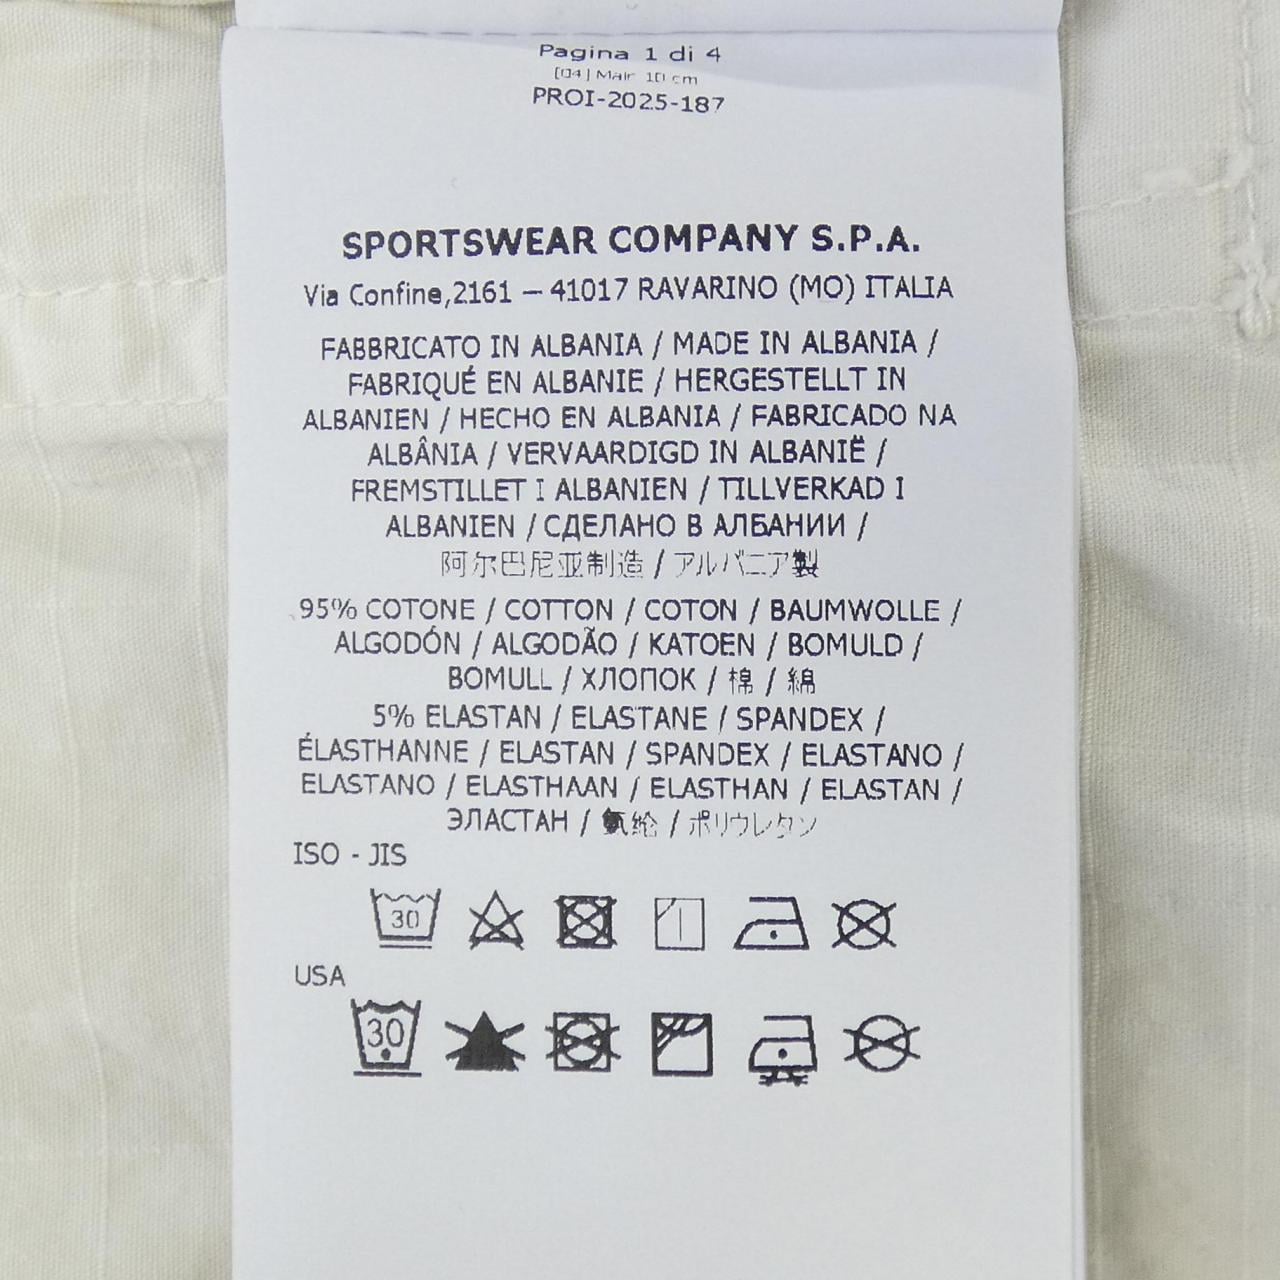 Pagina 1 di 4
[04] Mair 10 cm
PROI-2025-187
SPORTSWEAR COMPANY S.P.A.
Via Confine,2161 – 41017 RAVARINO (MO) ITALIA
FABBRICATO IN ALBANIA / MADE IN ALBANIA /
FABRIQUÉ EN ALBANIE / HERGESTELLT IN
ALBANIEN / HECHO EN ALBANIA / FABRICADO NA
ALBÂNIA / VERVAARDIGD IN ALBANIË /
FREMSTILLET I ALBANIEN / TILLVERKAD I
ALBANIEN / СДЕЛАНО В АЛБАНИИ /
阿尔巴尼亚制造 / アルバニア製
95% COTONE / COTTON / COTON / BAUMWOLLE /
ALGODÓN / ALGODÃO / KATOEN / BOMULD /
BOMULL / ХЛОПОК / 棉 / 綿
5% ELASTAN / ELASTANE / SPANDEX /
ÉLASTHANNE / ELASTAN / SPANDEX / ELASTANO /
ELASTANO / ELASTHAAN / ELASTHAN / ELASTAN /
ЭЛАСТАН / 氨纶 / ポリウレタン
ISO - JIS
30
USA
30